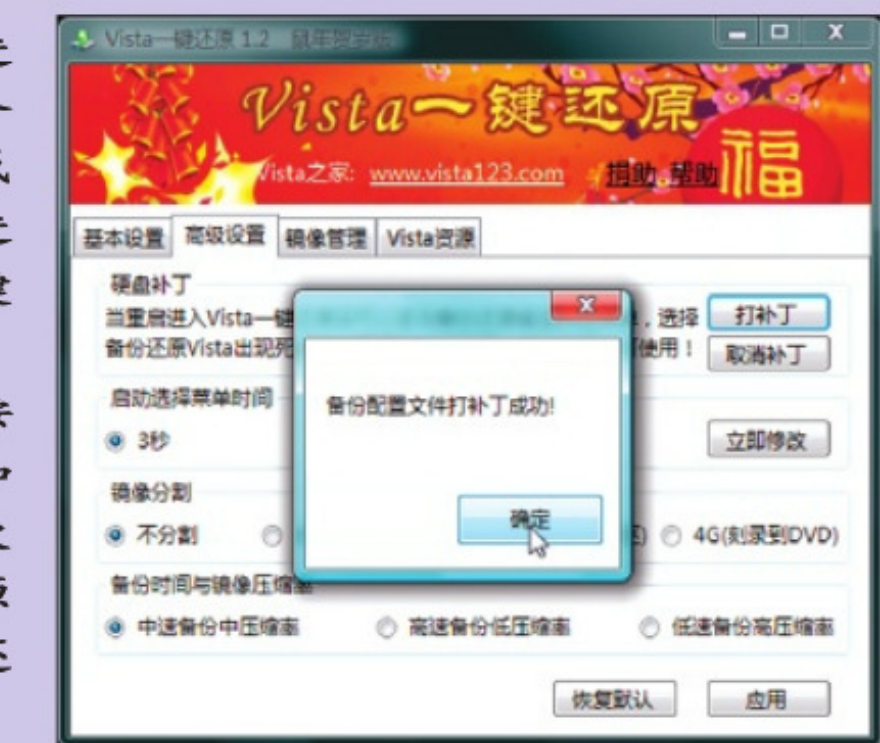 Vista一键还原 1.2 鼠年贺岁版
Vista一键还原
Vista之家: www.vista123.com 捐助 帮助
福
基本设置 高级设置 镜像管理 Vista资源
硬盘补丁
当重启进入Vista一键 ，选择 打补丁
备份还原Vista出现死 使用！ 取消补丁
启动选择菜单时间
备份配置文件打补丁成功!
3秒 立即修改
镜像分割
确定
不分割 4G(刻录到DVD)
备份时间与镜像压缩率
中速备份中压缩率 高速备份低压缩率 低速备份高压缩率
恢复默认 应用